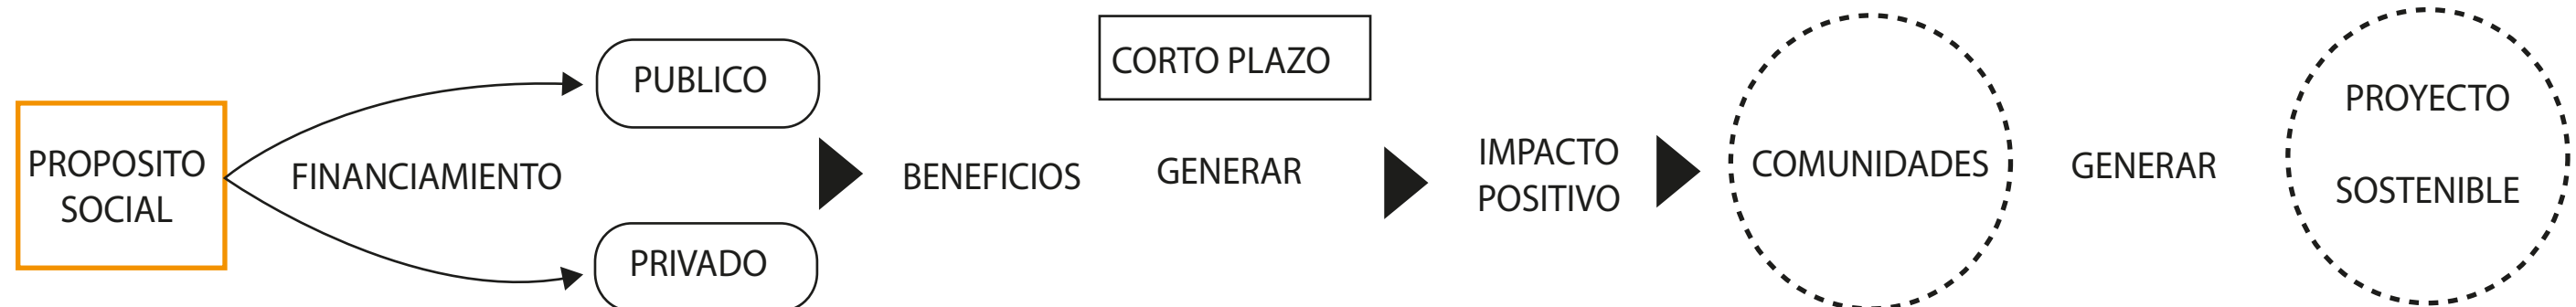 PROPOSITO
SOCIAL
FINANCIAMIENTO
PUBLICO
PRIVADO
BENEFICIOS
CORTO PLAZO
GENERAR
IMPACTO
POSITIVO
COMUNIDADES
GENERAR
PROYECTO
SOSTENIBLE